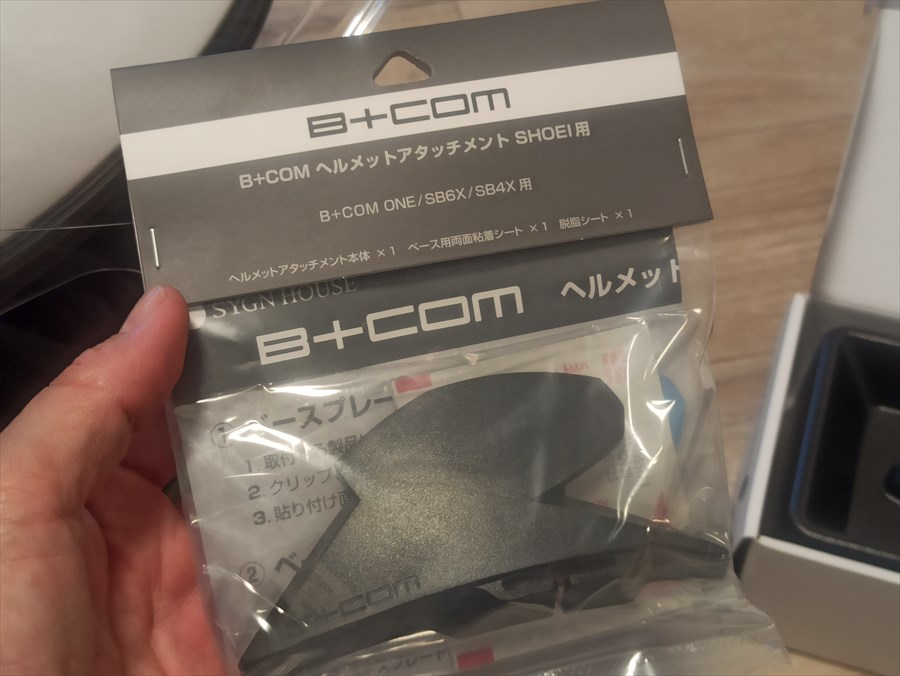 B+COM
B+COM ヘルメットアタッチメント SHOEI用
B+COM ONE/SB6X/SB4X 用
ヘルメットアタッチメント本体 ×1 ベース用両面粘着シート ×1 脱脂シート ×1
SYGN HOUSE
B+COM ヘルメット
① ベースプレー
1. 取付
2. クリップ
3. 貼り付け面
② ベ
B+COM